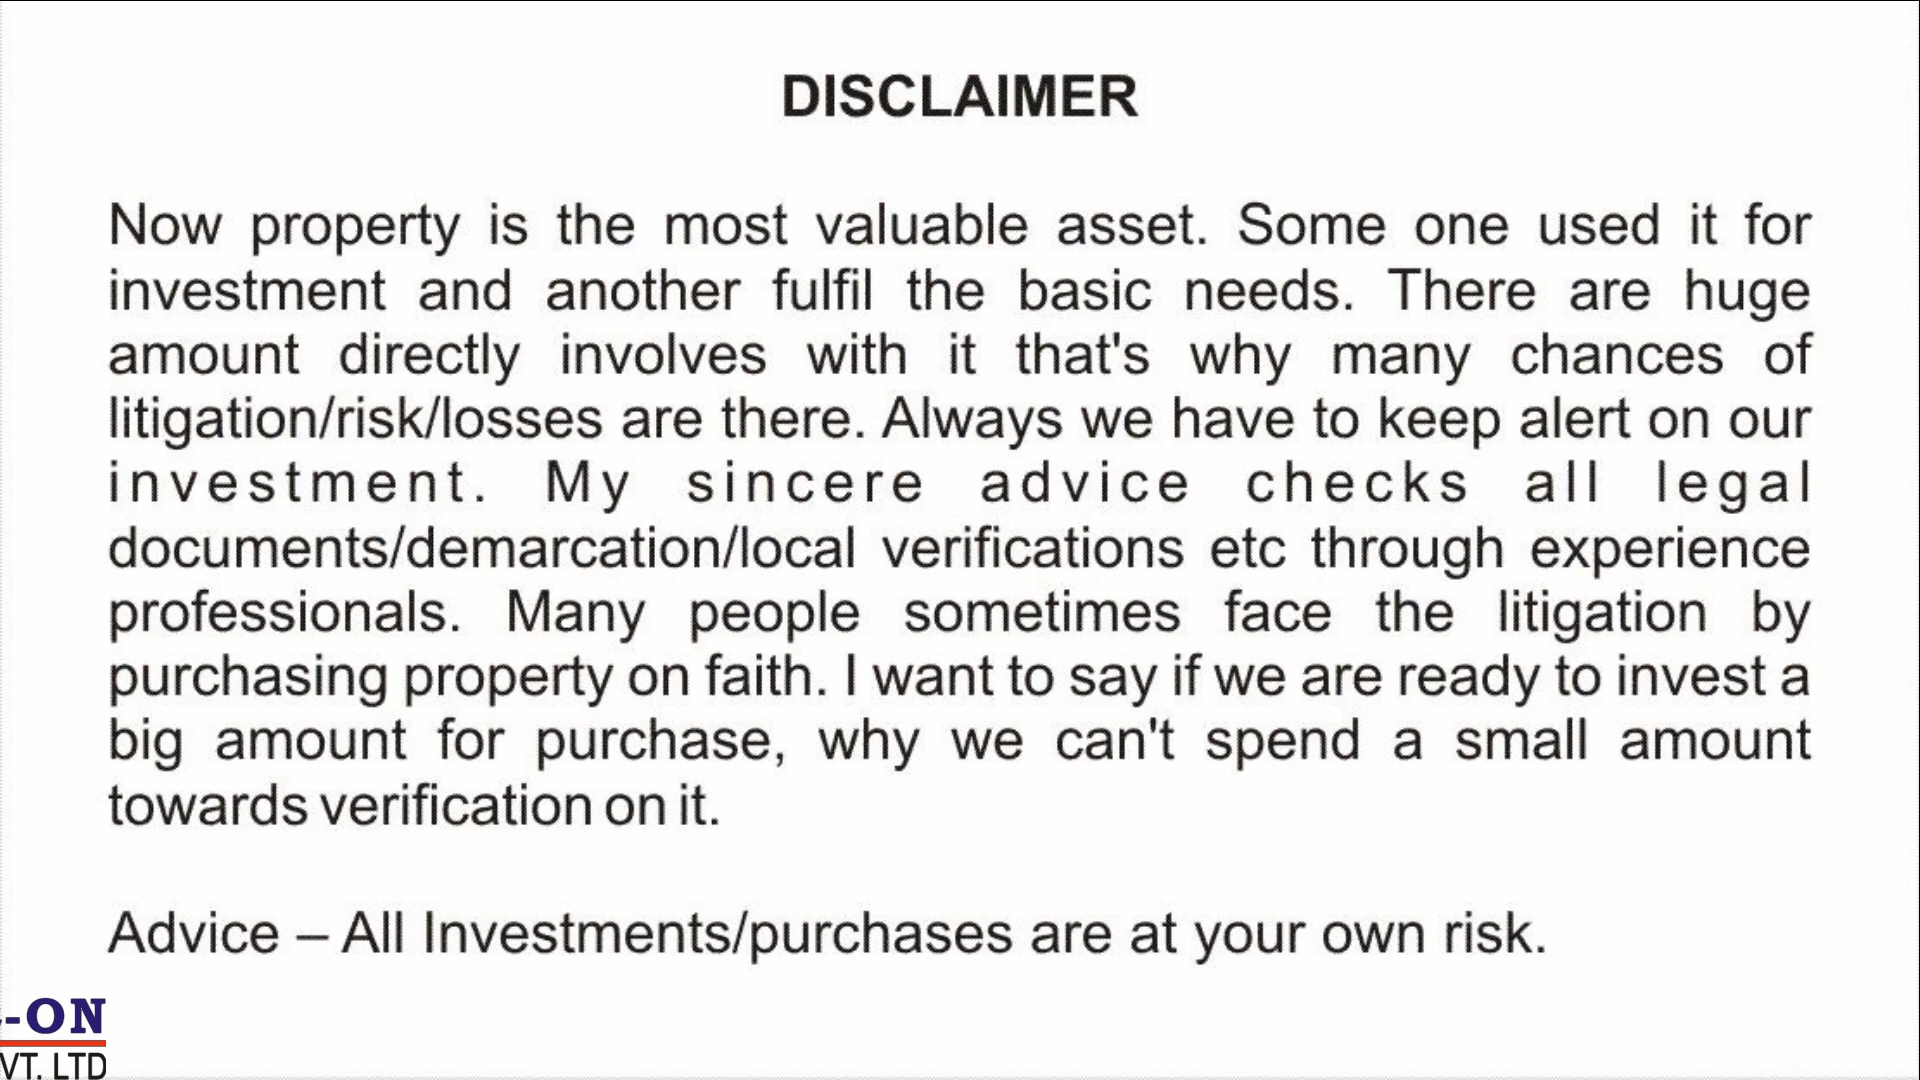 DISCLAIMER
Now property is the most valuable asset. Some one used it for
investment and another fulfil the basic needs. There are huge
amount directly involves with it that's why many chances of
litigation/risk/losses are there. Always we have to keep alert on our
investment. My sincere advice checks all legal
documents/demarcation/local verifications etc through experience
professionals. Many people sometimes face the litigation by
purchasing property on faith. I want to say if we are ready to invest a
big amount for purchase, why we can't spend a small amount
towards verification on it.
Advice – All Investments/purchases are at your own risk.
-ON
VT. LTD